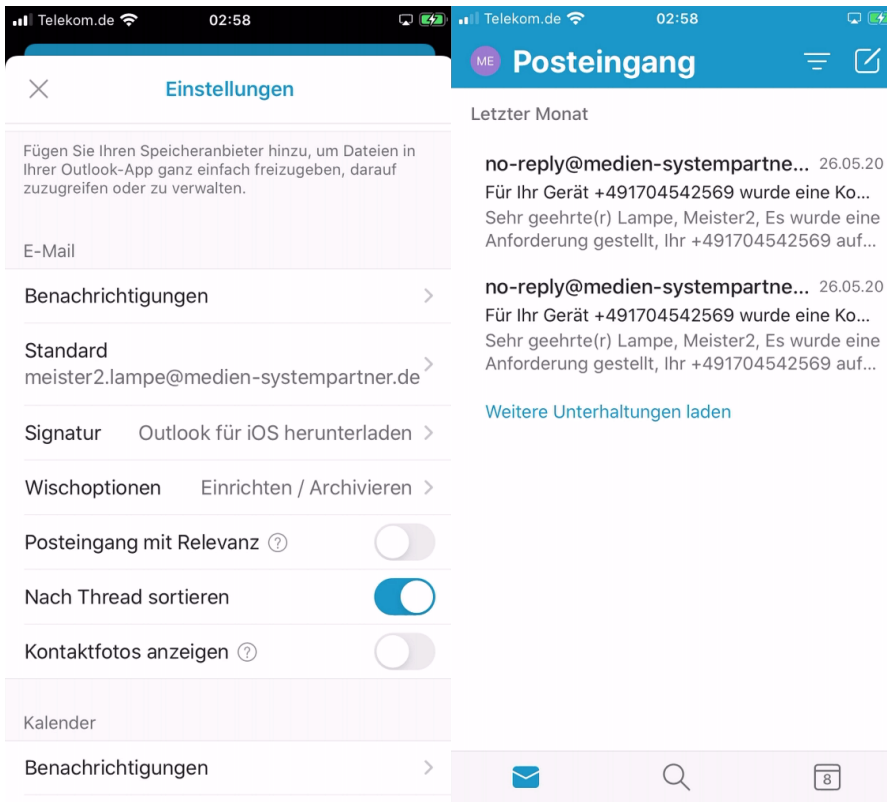 Telekom.de 02:58
Einstellungen
Fügen Sie Ihren Speicheranbieter hinzu, um Dateien in
Ihrer Outlook-App ganz einfach freizugeben, darauf
zuzugreifen oder zu verwalten.
E-Mail
Benachrichtigungen
Standard
meister2.lampe@medien-systempartner.de
Signatur Outlook für iOS herunterladen
Wischoptionen Einrichten / Archivieren
Posteingang mit Relevanz ?
Nach Thread sortieren
Kontaktfotos anzeigen ?
Kalender
Benachrichtigungen
Telekom.de 02:58
ME Posteingang
Letzter Monat
no-reply@medien-systempartne... 26.05.20
Für Ihr Gerät +491704542569 wurde eine Ko...
Sehr geehrte(r) Lampe, Meister2, Es wurde eine
Anforderung gestellt, Ihr +491704542569 auf...
no-reply@medien-systempartne... 26.05.20
Für Ihr Gerät +491704542569 wurde eine Ko...
Sehr geehrte(r) Lampe, Meister2, Es wurde eine
Anforderung gestellt, Ihr +491704542569 auf...
Weitere Unterhaltungen laden
8